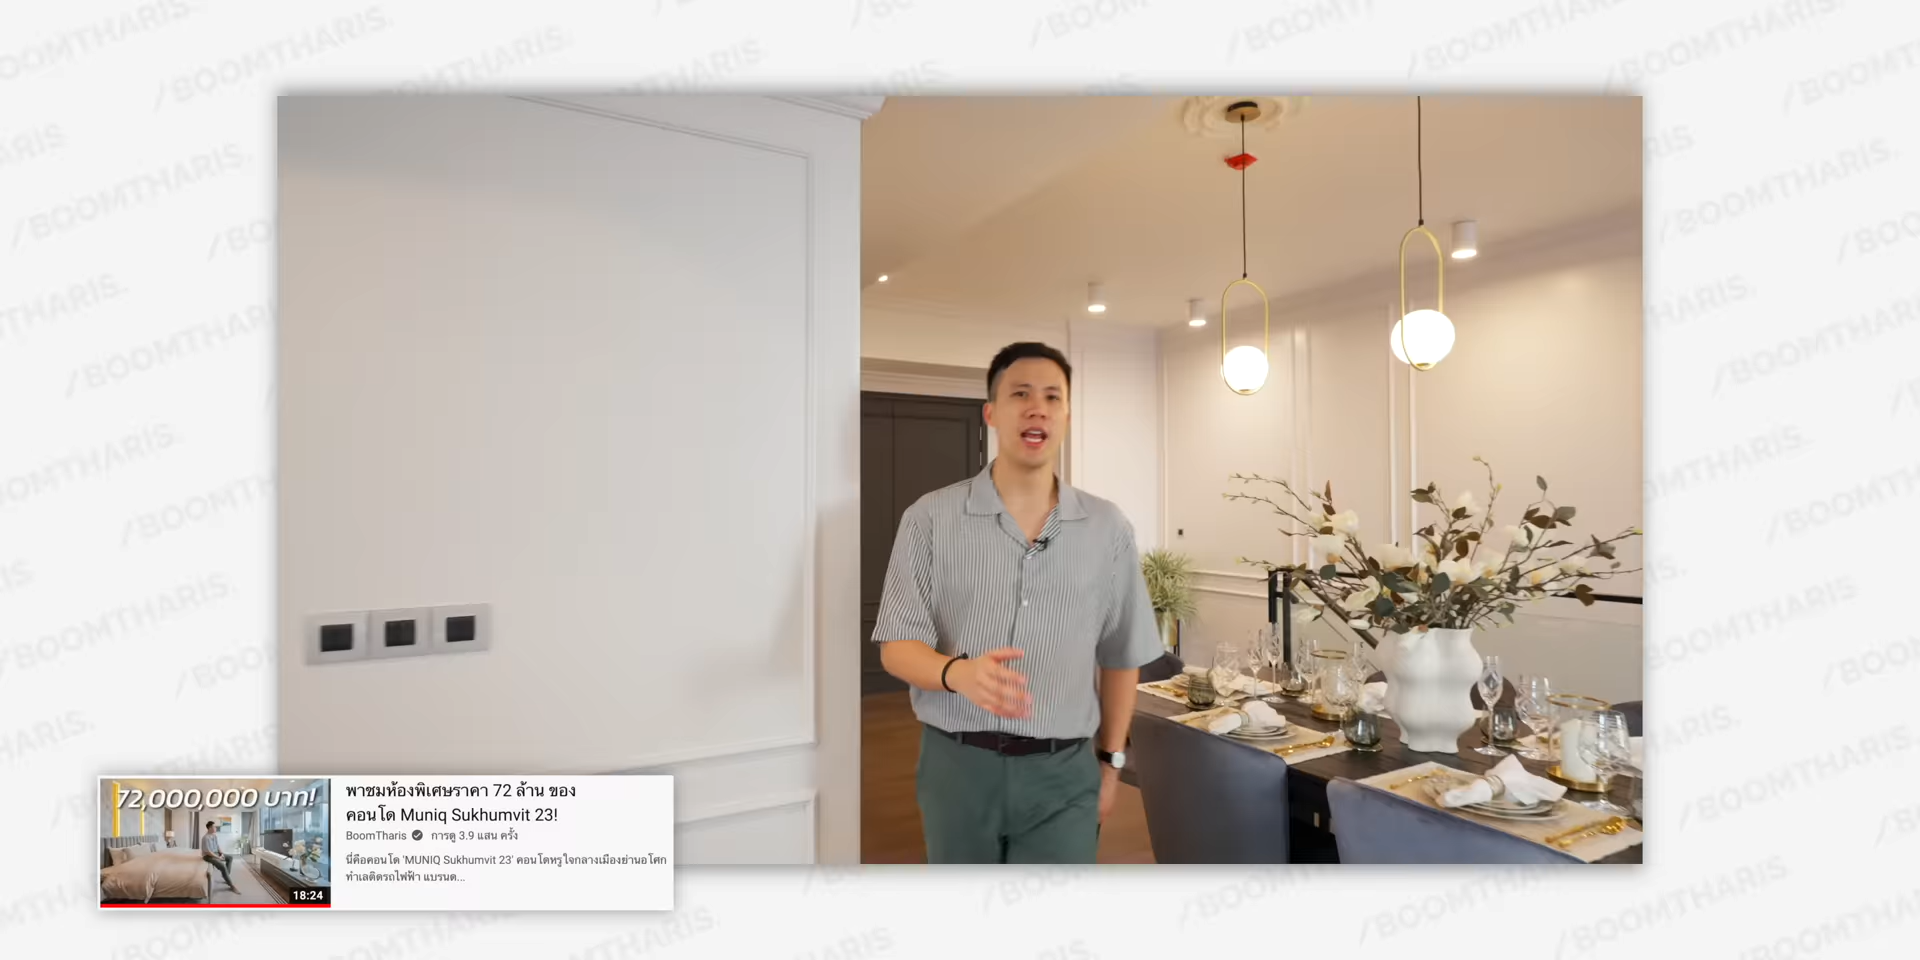 /BOOMTHARIS.
72,000,000 บาท!
18:24
พาชมห้องพิเศษราคา 72 ล้าน ของ
คอนโด Muniq Sukhumvit 23!
BoomTharis การดู 3.9 แสน ครั้ง
นี่คือคอนโด 'MUNIQ Sukhumvit 23' คอนโดหรูใจกลางเมืองย่านอโศก
ทำเลติดรถไฟฟ้า แบรนด...